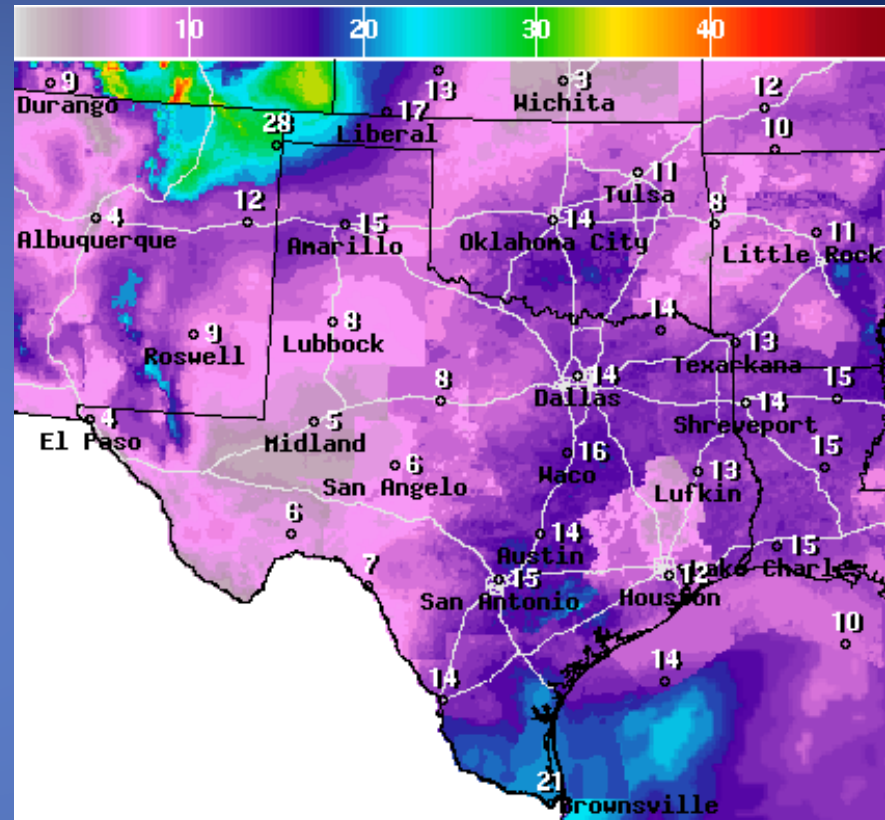 10 20 30 40
9 13 3 12
Durango Wichita
17
Liberal
28 10
11
Tulsa
4 12 15 14 8 11
Albuquerque Amarillo Oklahoma City Little Rock
9 8 14 13
Roswell Lubbock Texarkana
14
Dallas
8 15
4 5 14
El Paso Midland Shreveport
16
Waco
6 13 15
San Angelo Lufkin
6 14 15
Austin
Lake Charles
7 15 12
San Antonio Houston
10
14 14
21
Brownsville